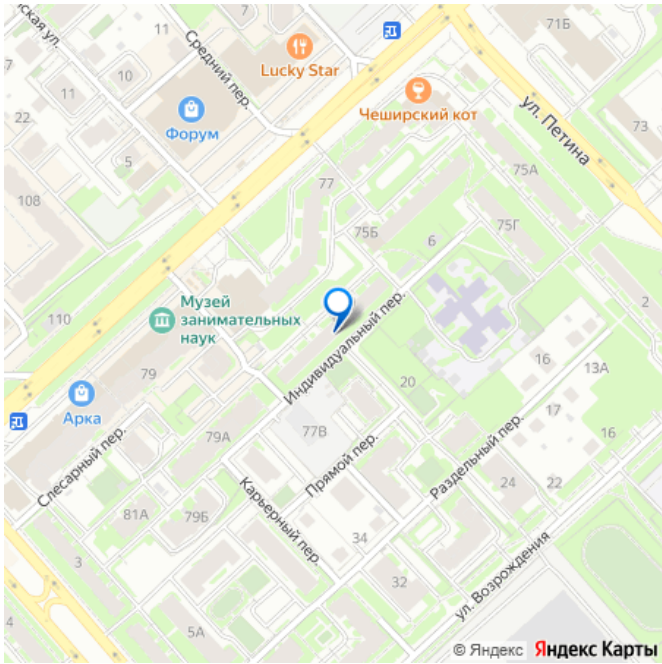 ская ул.
11
Средний пер.
7
Lucky Star
71Б
10
11
22
Форум
5
Чеширский кот
ул. Петина
73
75А
77
108
75Б
6
75Г
2
110
Музей
занимательных
наук
Индивидуальный пер.
16
13А
79
20
17
Арка
16
79А
77В
Слесарный пер.
Прямой пер.
Раздельный пер.
24
22
Карьерный пер.
81А
79Б
34
ул. Возрождения
3
32
5А
© Яндекс Яндекс Карты